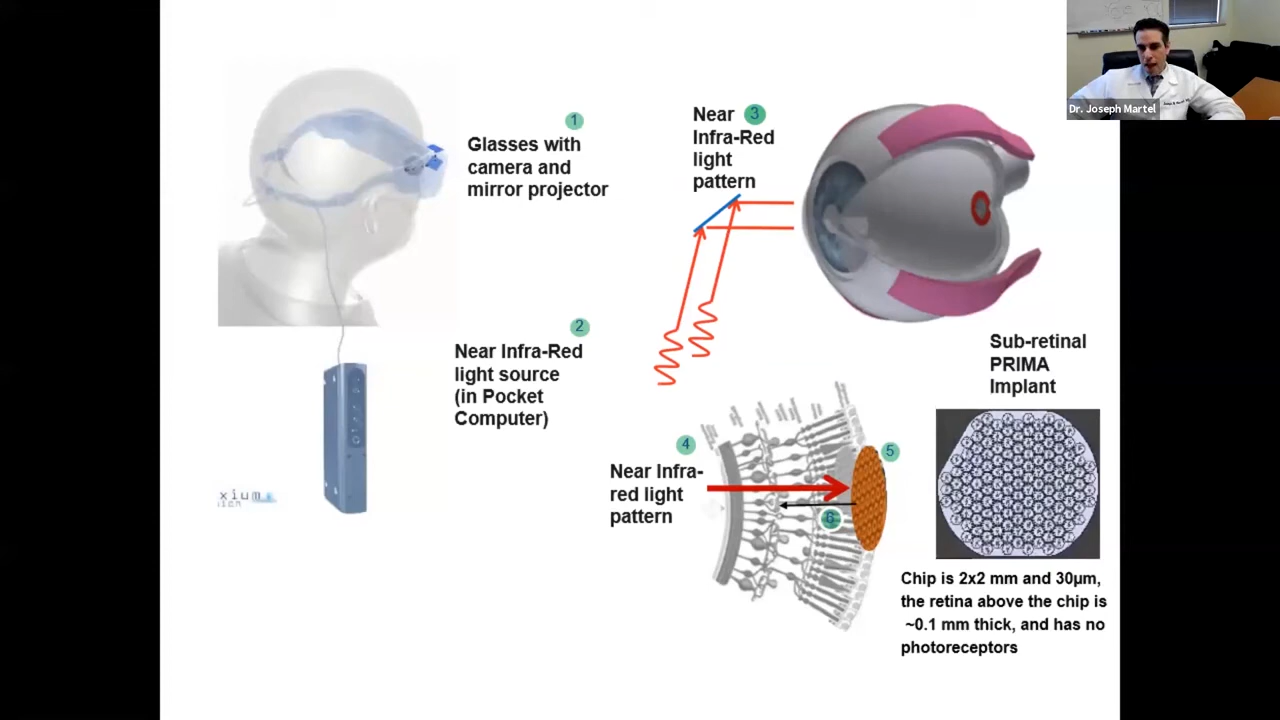 Dr. Joseph Martel
1
Glasses with
camera and
mirror projector
2
Near Infra-Red
light source
(in Pocket
Computer)
xium
Near 3
Infra-Red
light
pattern
4
Near Infra-
red light
pattern
5
6
Sub-retinal
PRIMA
Implant
Chip is 2x2 mm and 30µm,
the retina above the chip is
~0.1 mm thick, and has no
photoreceptors